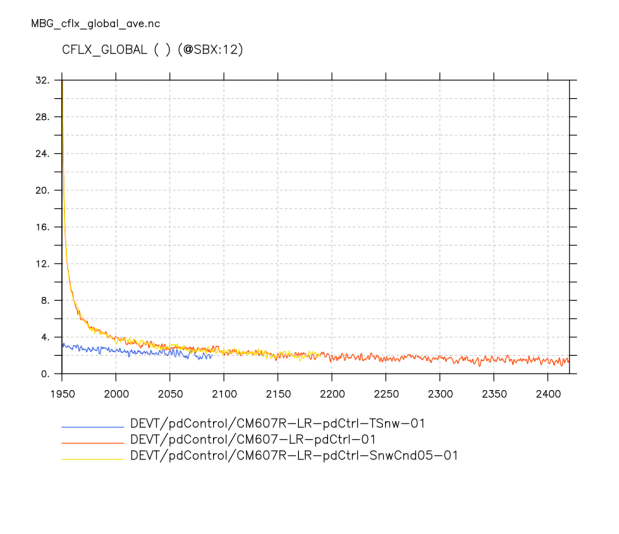 MBG_cflx_global_ave.nc
CFLX_GLOBAL ( ) (@SBX:12)
32.
28.
24.
20.
16.
12.
8.
4.
0.
1950 2000 2050 2100 2150 2200 2250 2300 2350 2400
DEVT/pdControl/CM607R-LR-pdCtrl-TSnw-01
DEVT/pdControl/CM607-LR-pdCtrl-01
DEVT/pdControl/CM607R-LR-pdCtrl-SnwCnd05-01